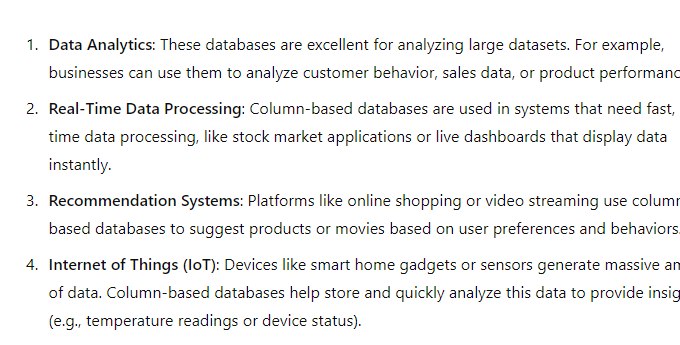 1. Data Analytics: These databases are excellent for analyzing large datasets. For example,
businesses can use them to analyze customer behavior, sales data, or product performanc
2. Real-Time Data Processing: Column-based databases are used in systems that need fast,
time data processing, like stock market applications or live dashboards that display data
instantly.
3. Recommendation Systems: Platforms like online shopping or video streaming use colum
based databases to suggest products or movies based on user preferences and behaviors.
4. Internet of Things (IoT): Devices like smart home gadgets or sensors generate massive am
of data. Column-based databases help store and quickly analyze this data to provide insig
(e.g., temperature readings or device status).